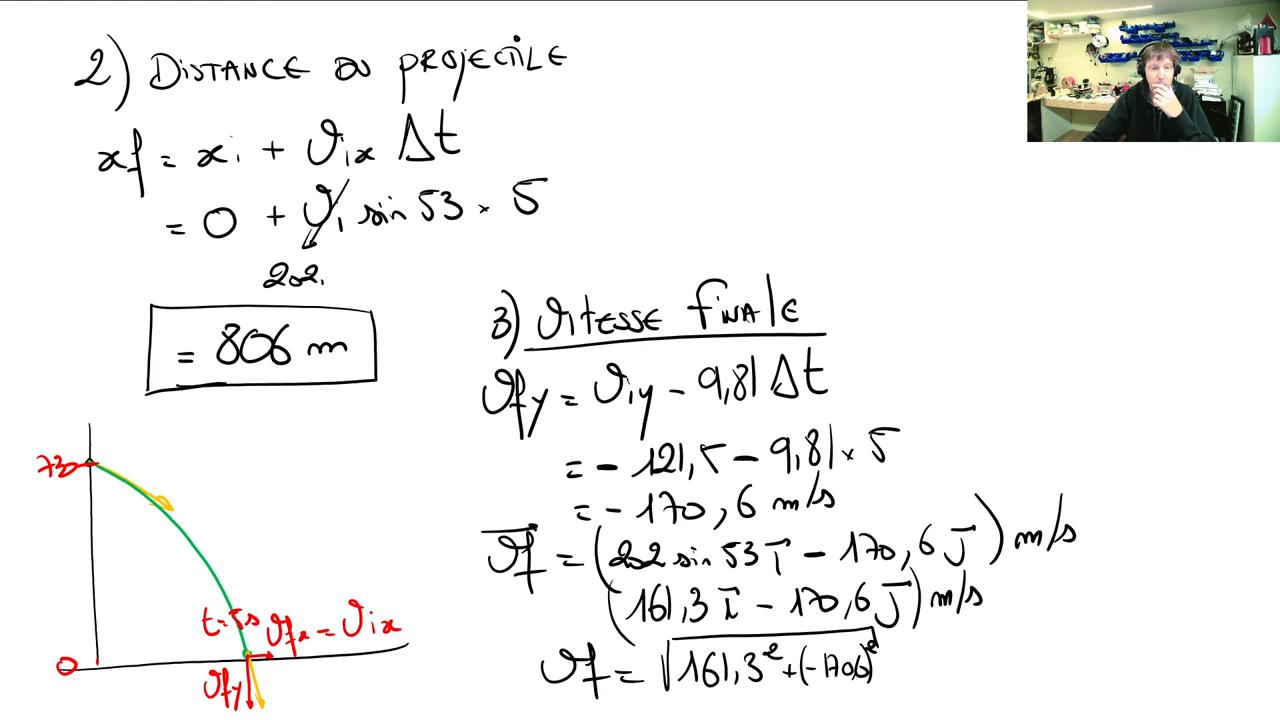 2) DISTANCE DU PROJECTILE
xf = xi + vix Δt
= 0 + vi sin 53 × 5
202.
= 806 m
3) VITESSE FINALE
vfy = viy - 9,81 Δt
= - 121,5 - 9,81 × 5
= - 170,6 m/s
vf = (202 sin 53 i - 170,6 j) m/s
(161,3 i - 170,6 j) m/s
vf = √161,3² + (-170,6)²
730
t = 5s
vfx = vix
0
vfy